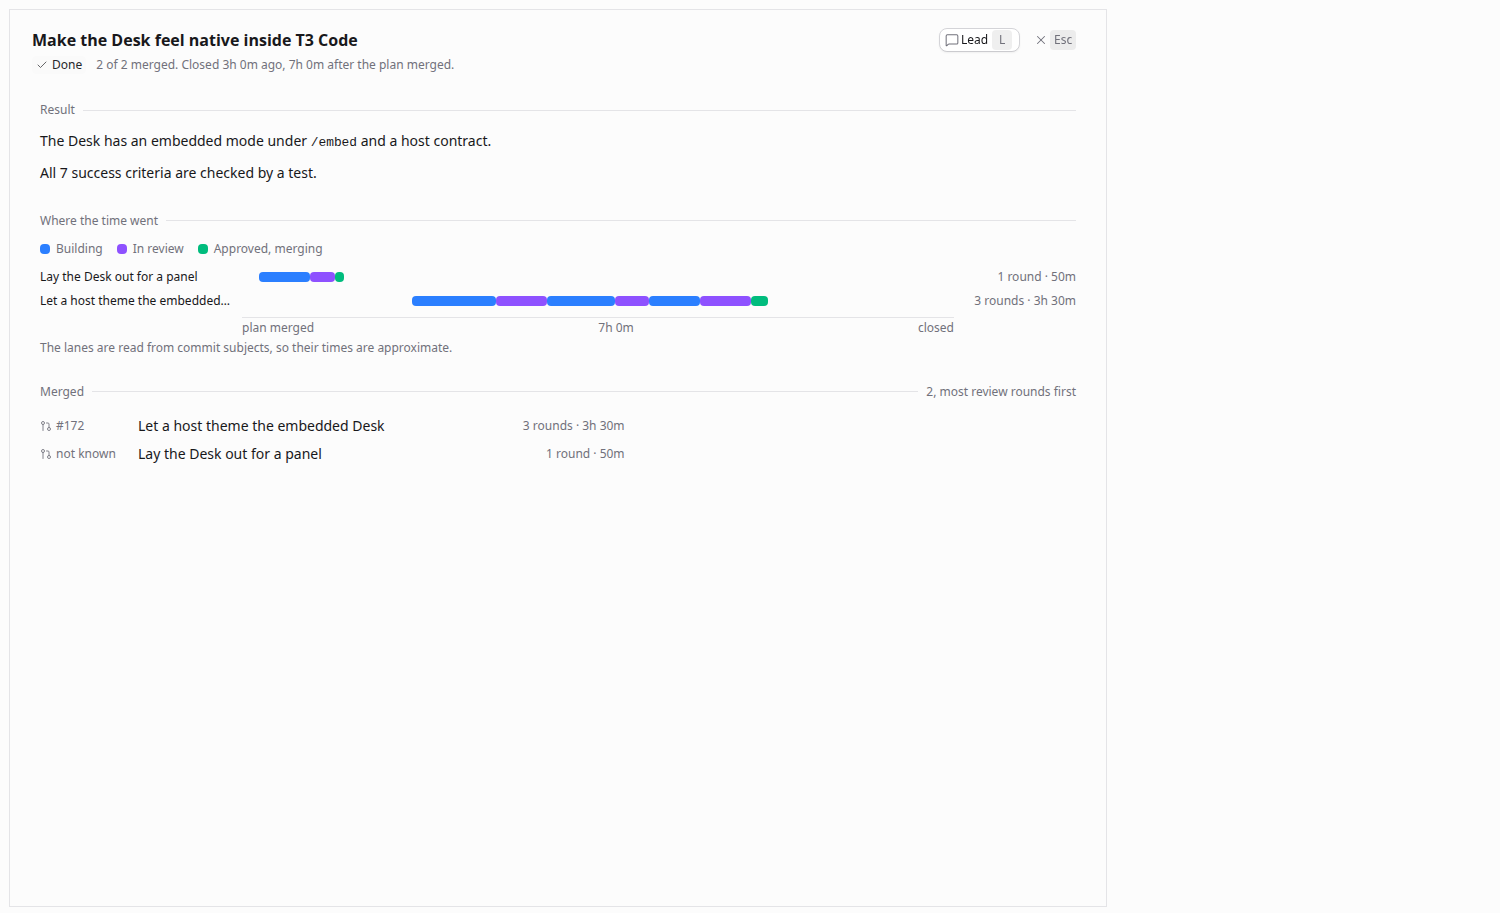 Make the Desk feel native inside T3 Code
Lead L
Esc
Done 2 of 2 merged. Closed 3h 0m ago, 7h 0m after the plan merged.
Result
The Desk has an embedded mode under /embed and a host contract.
All 7 success criteria are checked by a test.
Where the time went
Building In review Approved, merging
Lay the Desk out for a panel 1 round · 50m
Let a host theme the embedded... 3 rounds · 3h 30m
plan merged 7h 0m closed
The lanes are read from commit subjects, so their times are approximate.
Merged 2, most review rounds first
#172 Let a host theme the embedded Desk 3 rounds · 3h 30m
not known Lay the Desk out for a panel 1 round · 50m